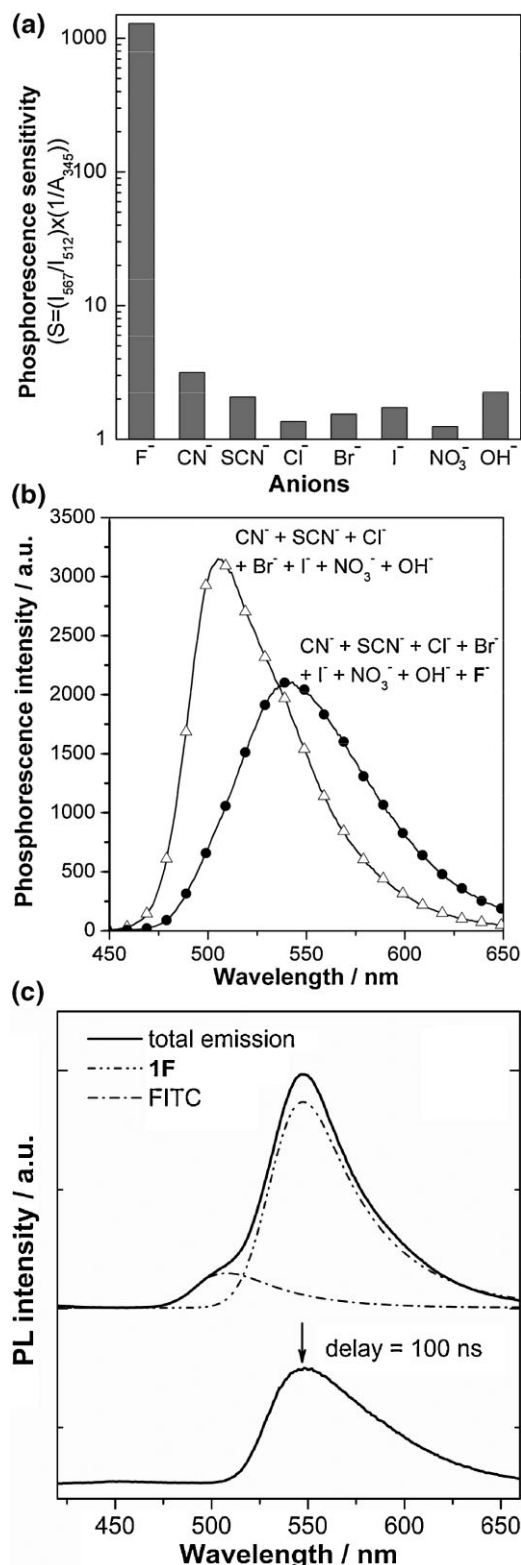 (a)
Phosphorescence sensitivity
(S=(I₅₆₇/I₅₁₂)x(1/A₃₄₅))
1000
100
10
1
F⁻ CN⁻ SCN⁻ Cl⁻ Br⁻ I⁻ NO₃⁻ OH⁻
Anions
(b)
Phosphorescence intensity / a.u.
3500
3000
2500
2000
1500
1000
500
0
CN⁻ + SCN⁻ + Cl⁻
+ Br⁻ + I⁻ + NO₃⁻ + OH⁻
CN⁻ + SCN⁻ + Cl⁻ + Br⁻
+ I⁻ + NO₃⁻ + OH⁻ + F⁻
450 500 550 600 650
Wavelength / nm
(c)
PL intensity / a.u.
total emission
1F
FITC
delay = 100 ns
450 500 550 600 650
Wavelength / nm